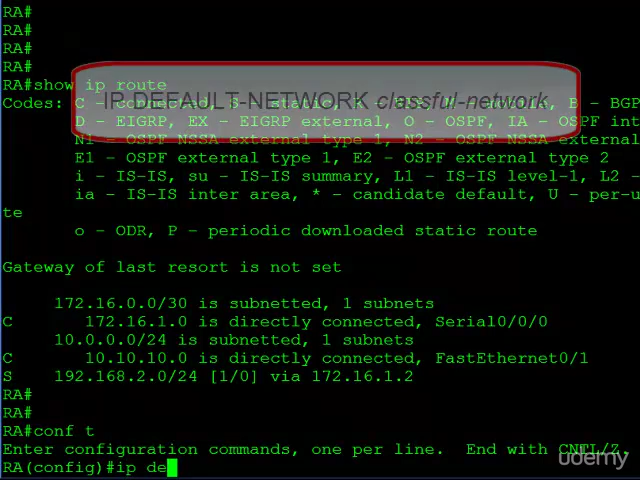 RA#
RA#
RA#
RA#
RA#show ip route
IP DEFAULT-NETWORK classful-network
Codes: C - connected, S - static, R - RIP, M - mobile, B - BGP
D - EIGRP, EX - EIGRP external, O - OSPF, IA - OSPF int
N1 - OSPF NSSA external type 1, N2 - OSPF NSSA external
E1 - OSPF external type 1, E2 - OSPF external type 2
i - IS-IS, su - IS-IS summary, L1 - IS-IS level-1, L2 -
ia - IS-IS inter area, * - candidate default, U - per-u
te
o - ODR, P - periodic downloaded static route
Gateway of last resort is not set
172.16.0.0/30 is subnetted, 1 subnets
C 172.16.1.0 is directly connected, Serial0/0/0
10.0.0.0/24 is subnetted, 1 subnets
C 10.10.10.0 is directly connected, FastEthernet0/1
S 192.168.2.0/24 [1/0] via 172.16.1.2
RA#
RA#
RA#conf t
Enter configuration commands, one per line. End with CNTL/Z.
RA(config)#ip de
udemy